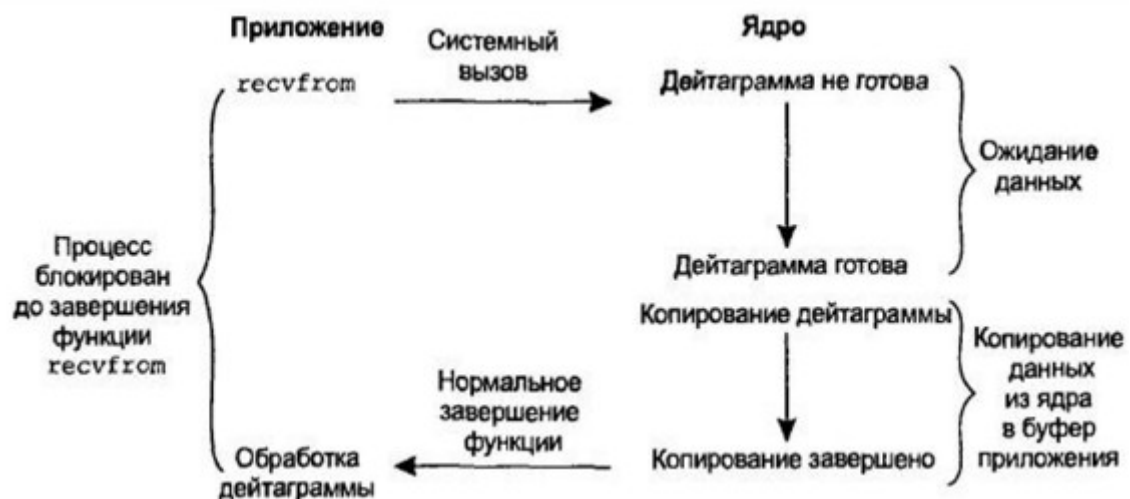 Приложение
Системный
вызов
Ядро
recvfrom
Дейтаграмма не готова
Ожидание
данных
Процесс
блокирован
до завершения
функции
recvfrom
Дейтаграмма готова
Копирование дейтаграммы
Копирование
данных
из ядра
в буфер
приложения
Нормальное
завершение
функции
Обработка
дейтаграммы
Копирование завершено